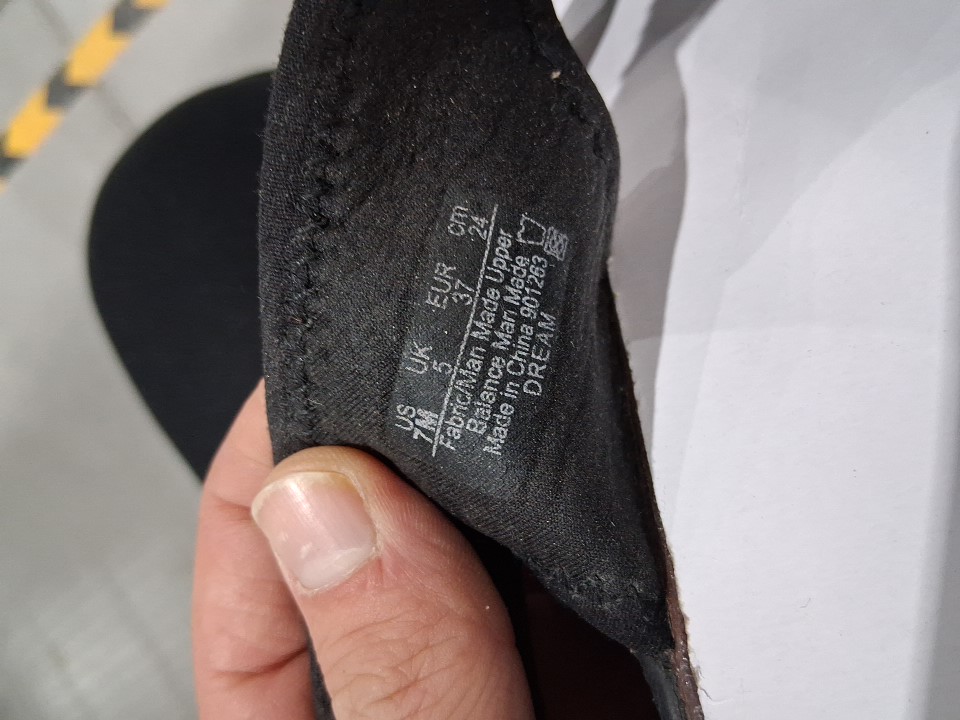 US UK EUR cm
7M 5 37 24
Fabric/Man Made Upper
Balance Man Made
Made in China 901263
DREAM